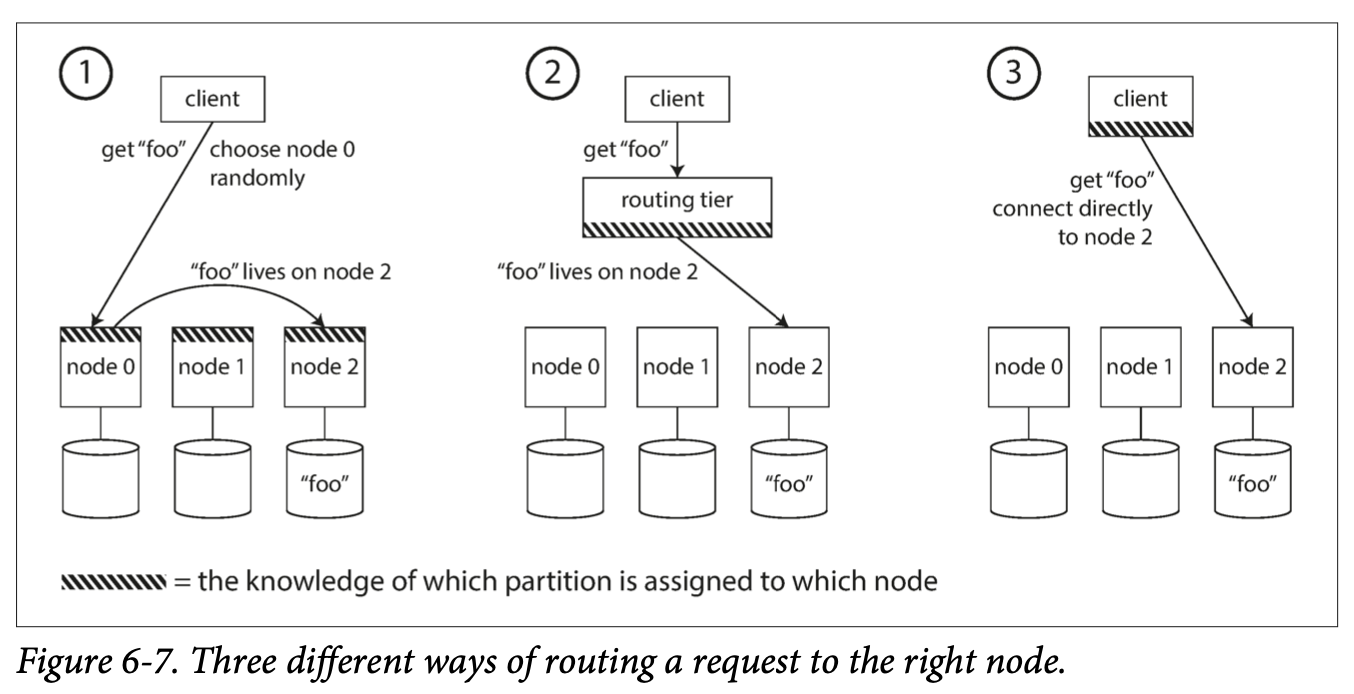 1
client
get “foo”
choose node 0
randomly
“foo” lives on node 2
node 0
node 1
node 2
“foo”
2
client
get “foo”
routing tier
“foo” lives on node 2
node 0
node 1
node 2
“foo”
3
client
get “foo”
connect directly
to node 2
node 0
node 1
node 2
“foo”
= the knowledge of which partition is assigned to which node
Figure 6-7. Three different ways of routing a request to the right node.